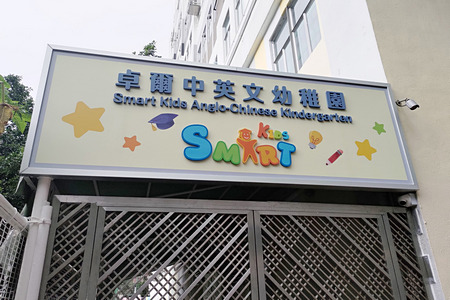 卓爾中英文幼稚園
Smart Kids Anglo-Chinese Kindergarten
Kids
SMART